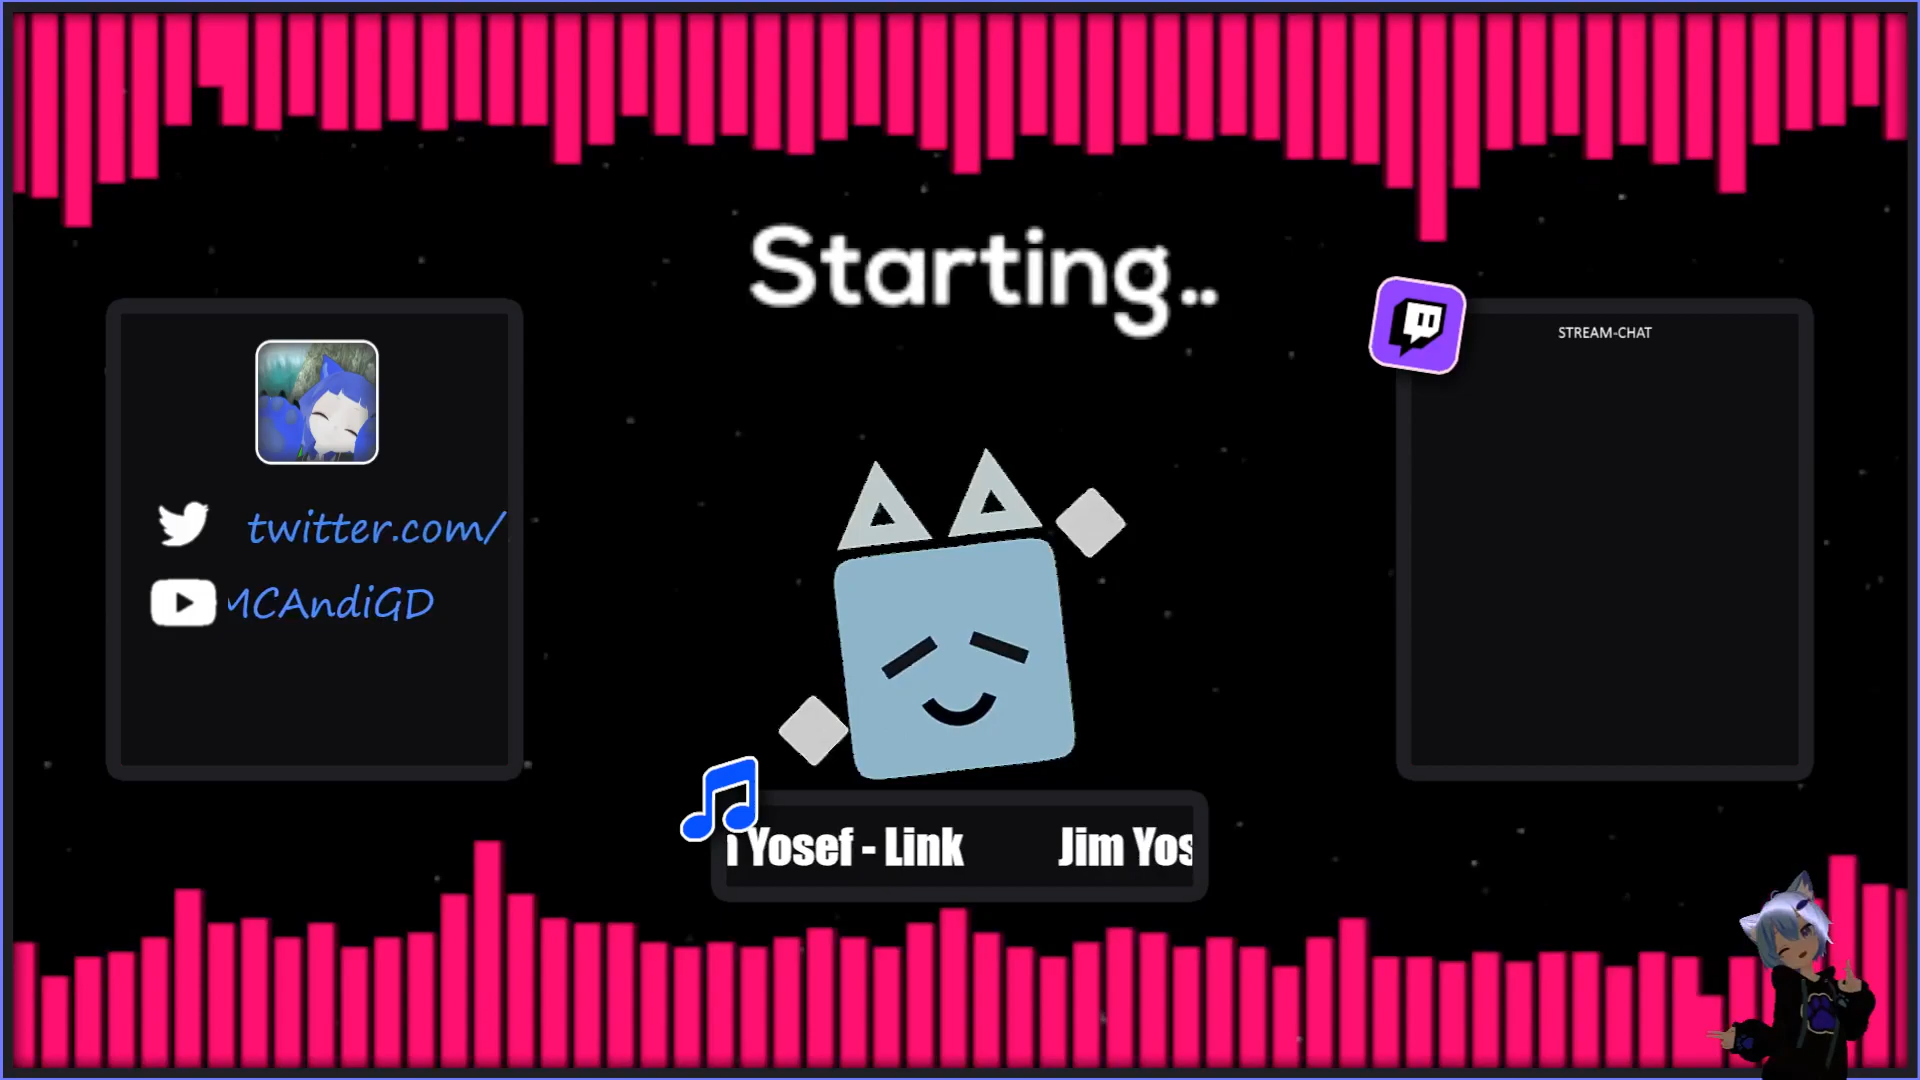 Starting..
STREAM-CHAT
twitter.com/
MCAndiGD
Yosef - Link Jim Yos